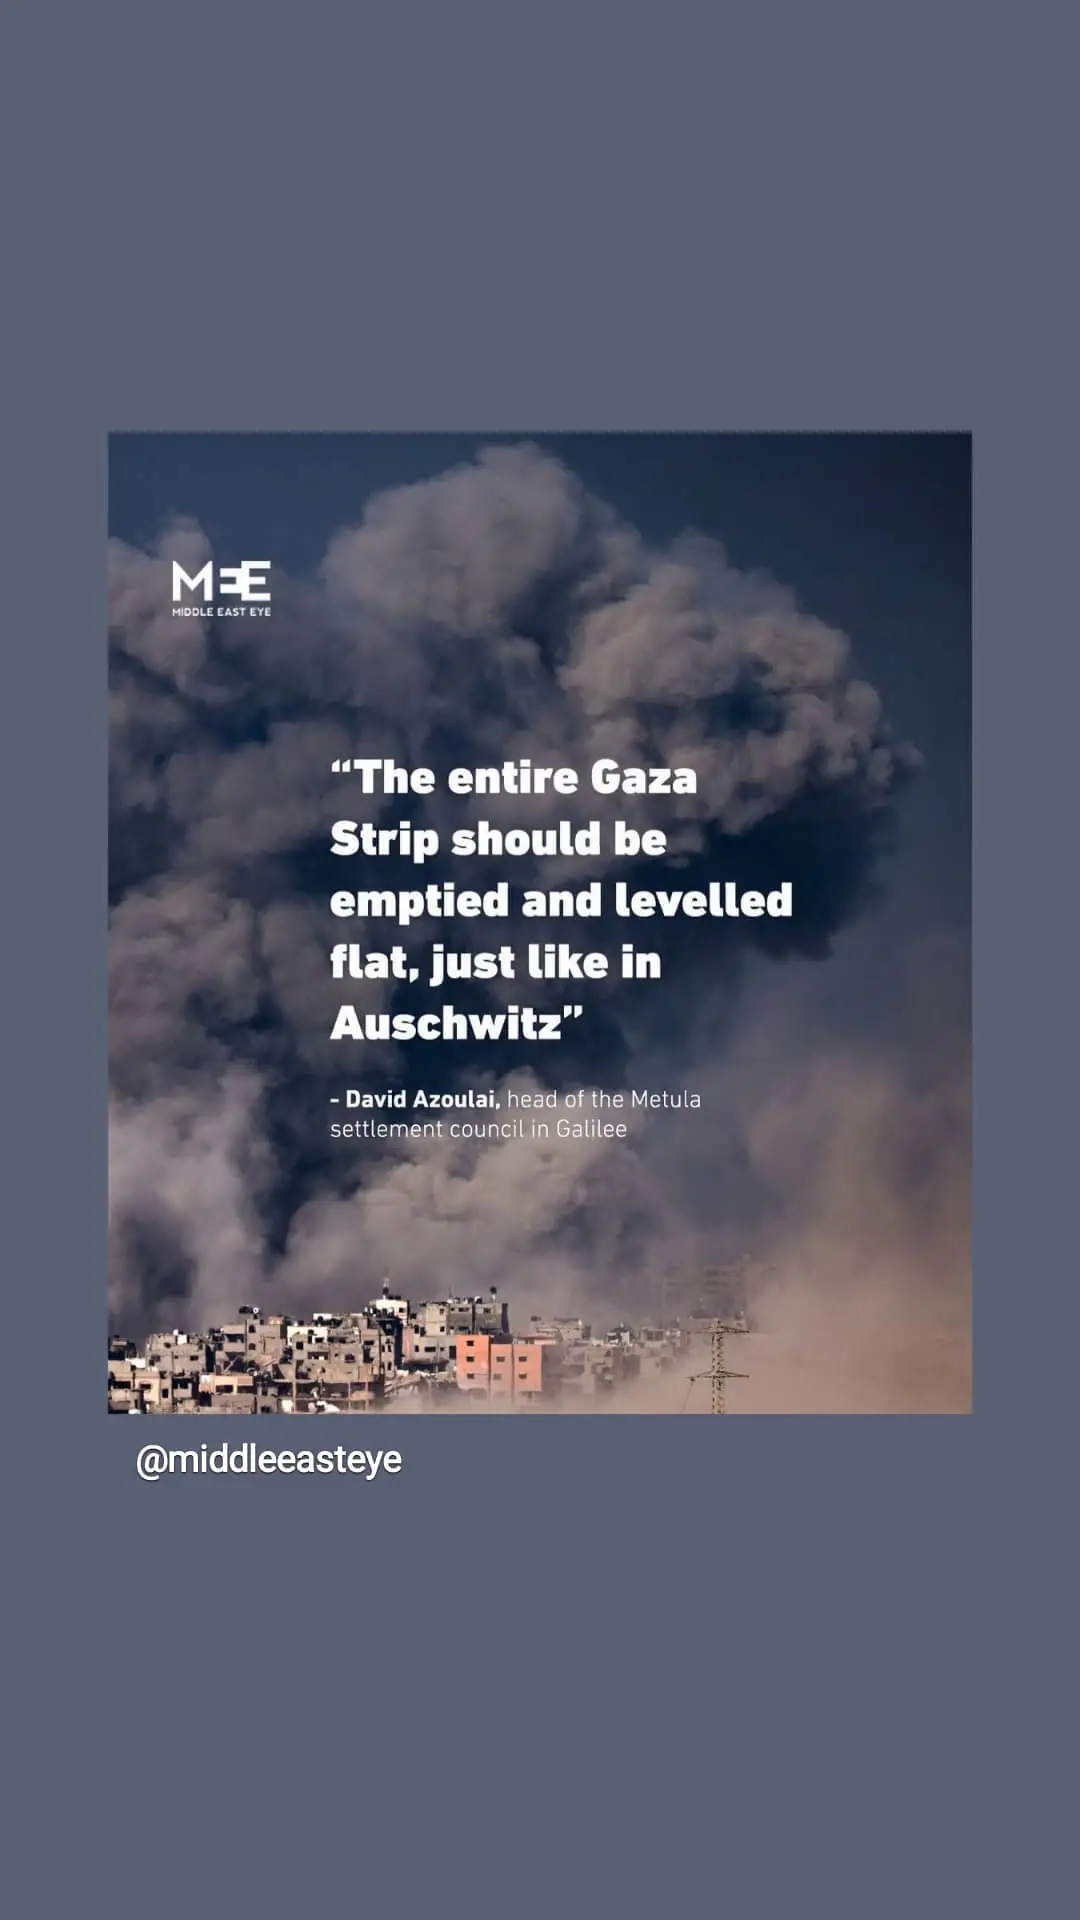 MEE
MIDDLE EAST EYE
“The entire Gaza
Strip should be
emptied and levelled
flat, just like in
Auschwitz”
- David Azoulai, head of the Metula
settlement council in Galilee
@middleeasteye